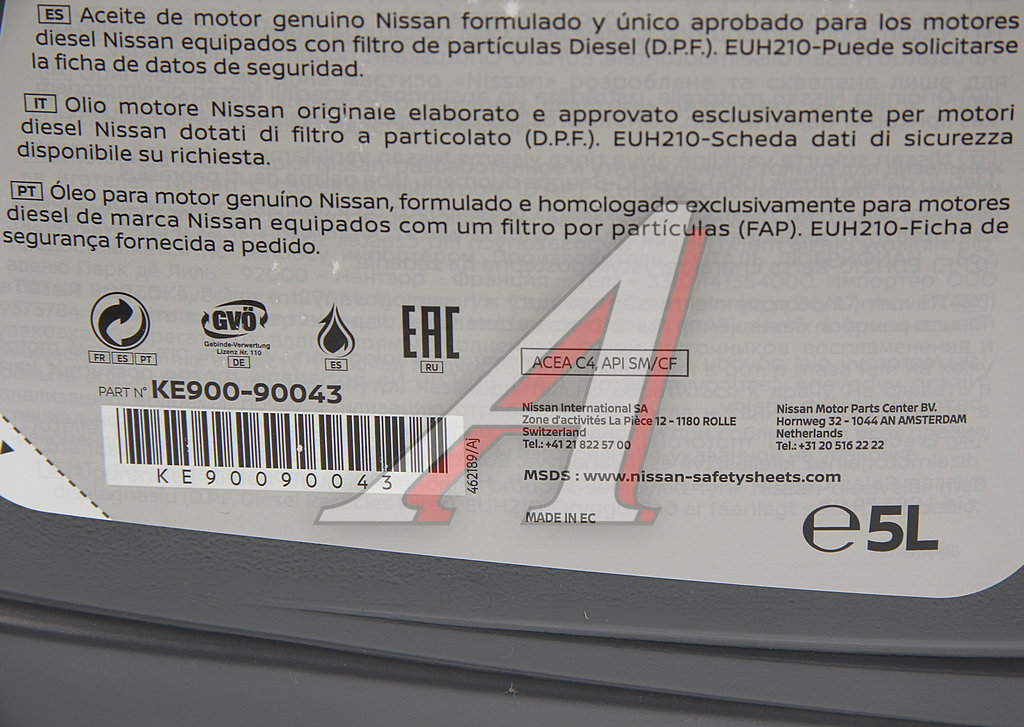 ES Aceite de motor genuino Nissan formulado y único aprobado para los motores
diesel Nissan equipados con filtro de partículas Diesel (D.P.F.). EUH210-Puede solicitarse
la ficha de datos de seguridad.
IT Olio motore Nissan originale elaborato e approvato esclusivamente per motori
diesel Nissan dotati di filtro a particolato (D.P.F.). EUH210-Scheda dati di sicurezza
disponibile su richiesta.
PT Óleo para motor genuíno Nissan, formulado e homologado exclusivamente para motores
diesel de marca Nissan equipados com um filtro por partículas (FAP). EUH210-Ficha de
segurança fornecida a pedido.
GVÖ
Gebinde-Verwertung
Lizenz Nr. 110
EAC
FR ES PT
DE
ES
RU
PART N° KE900-90043
KE90090043
462189/Aj
ACEA C4, API SM/CF
Nissan International SA
Zone d'activités La Pièce 12 - 1180 ROLLE
Switzerland
Tel.: +41 21 822 57 00
Nissan Motor Parts Center BV.
Hornweg 32 - 1044 AN AMSTERDAM
Netherlands
Tel.: +31 20 516 22 22
MSDS : www.nissan-safetysheets.com
MADE IN EC
e 5L